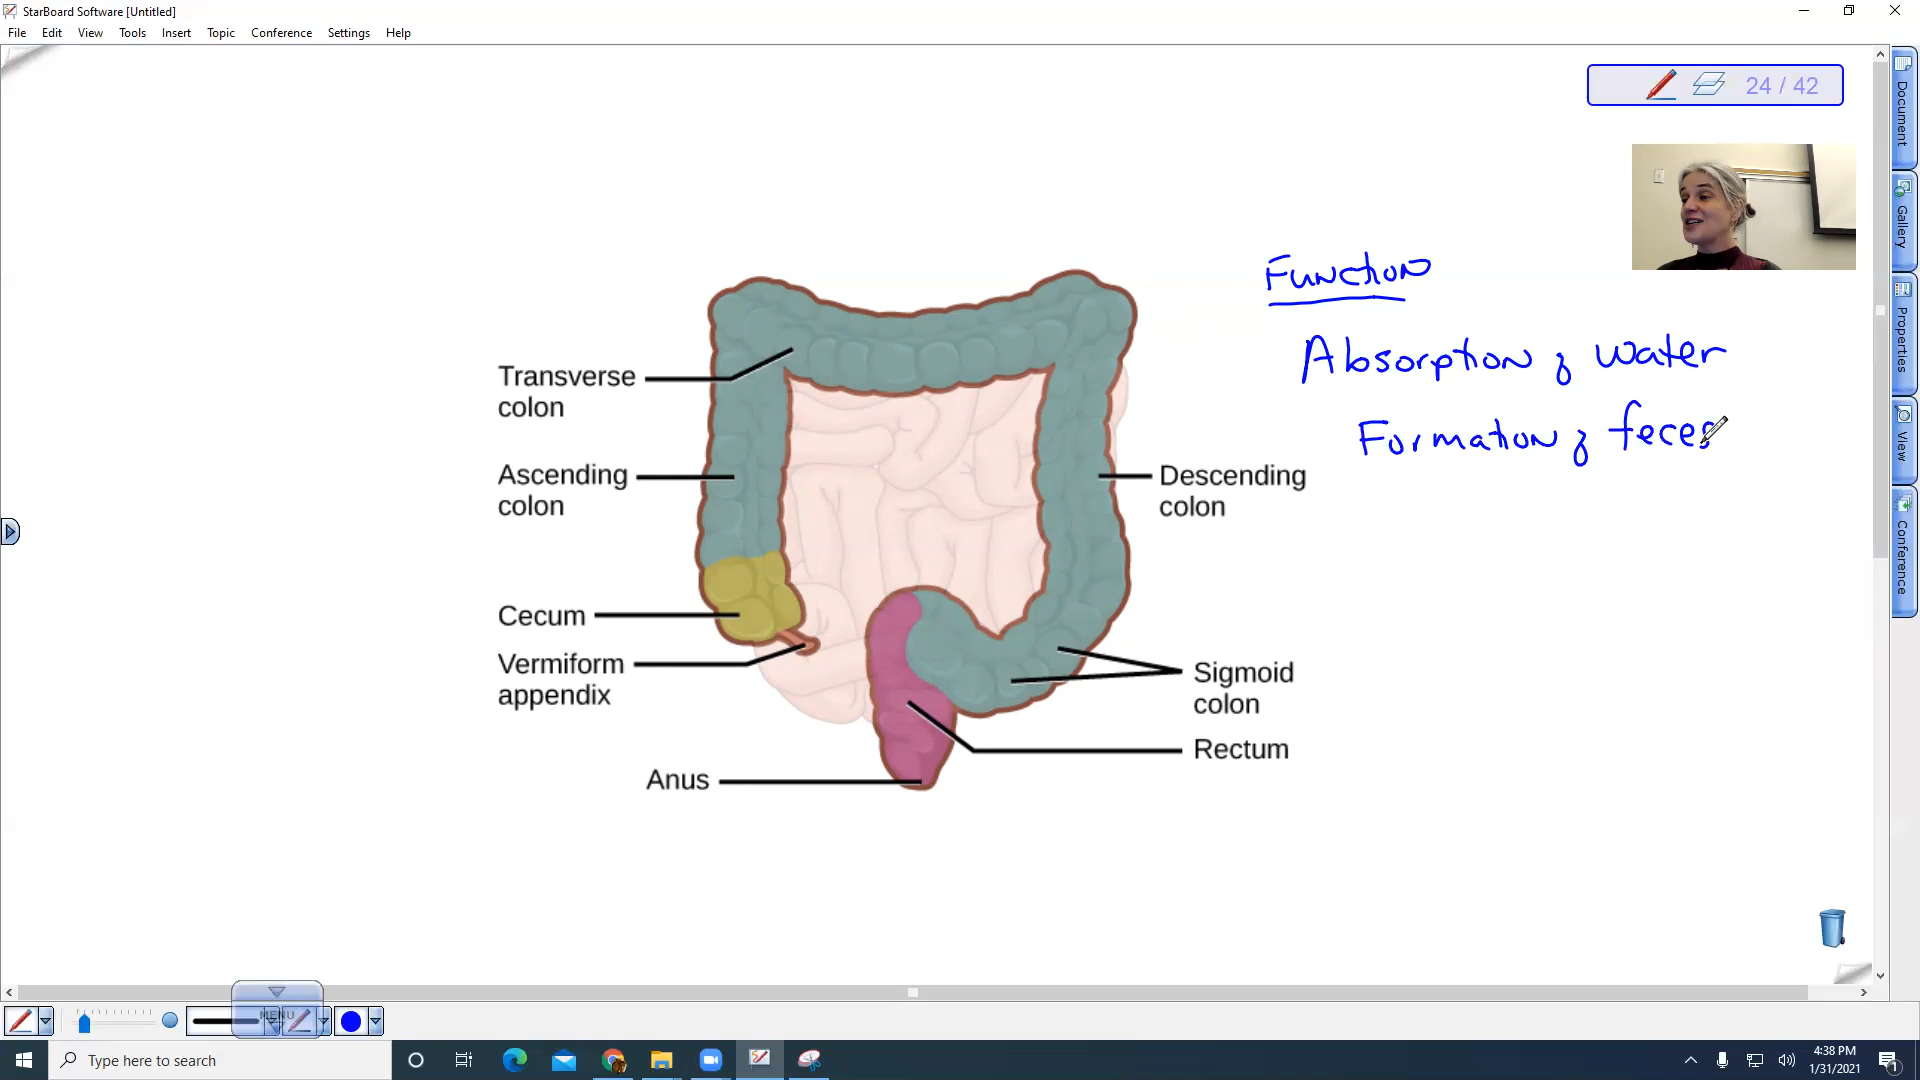 StarBoard Software [Untitled]
File Edit View Tools Insert Topic Conference Settings Help
24 / 42
Document
Gallery
Properties
View
Conference
Function
Absorption of water
Formation of feces
Transverse
colon
Ascending
colon
Descending
colon
Cecum
Vermiform
appendix
Sigmoid
colon
Rectum
Anus
MENU
Type here to search
4:38 PM
1/31/2021
1